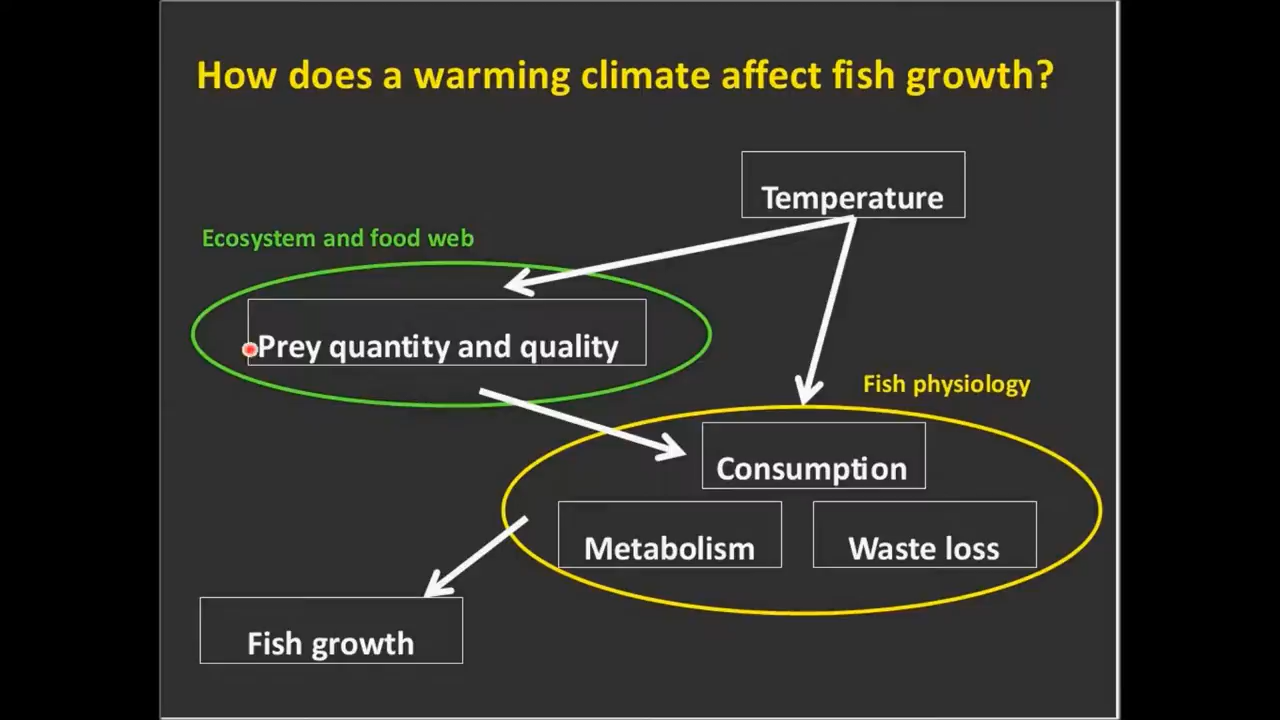 How does a warming climate affect fish growth?
Temperature
Ecosystem and food web
Prey quantity and quality
Fish physiology
Consumption
Metabolism
Waste loss
Fish growth